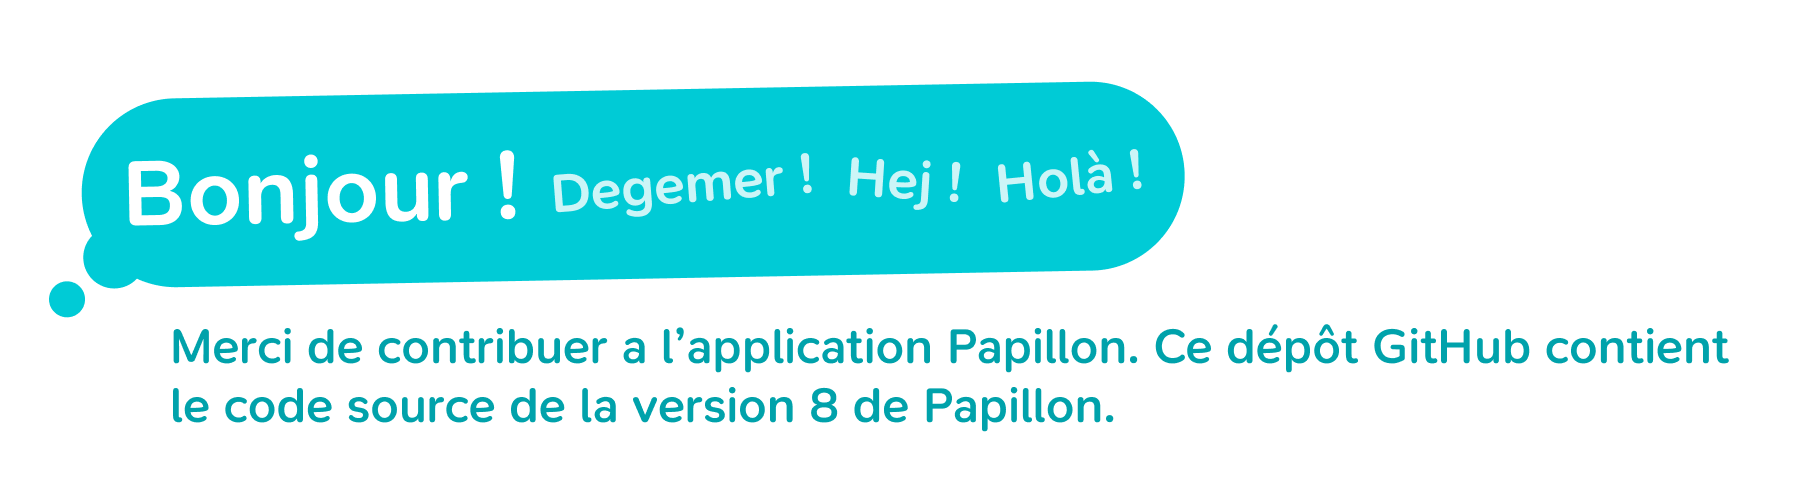 Bonjour ! Degemer ! Hej ! Holà !
Merci de contribuer a l’application Papillon. Ce dépôt GitHub contient
le code source de la version 8 de Papillon.